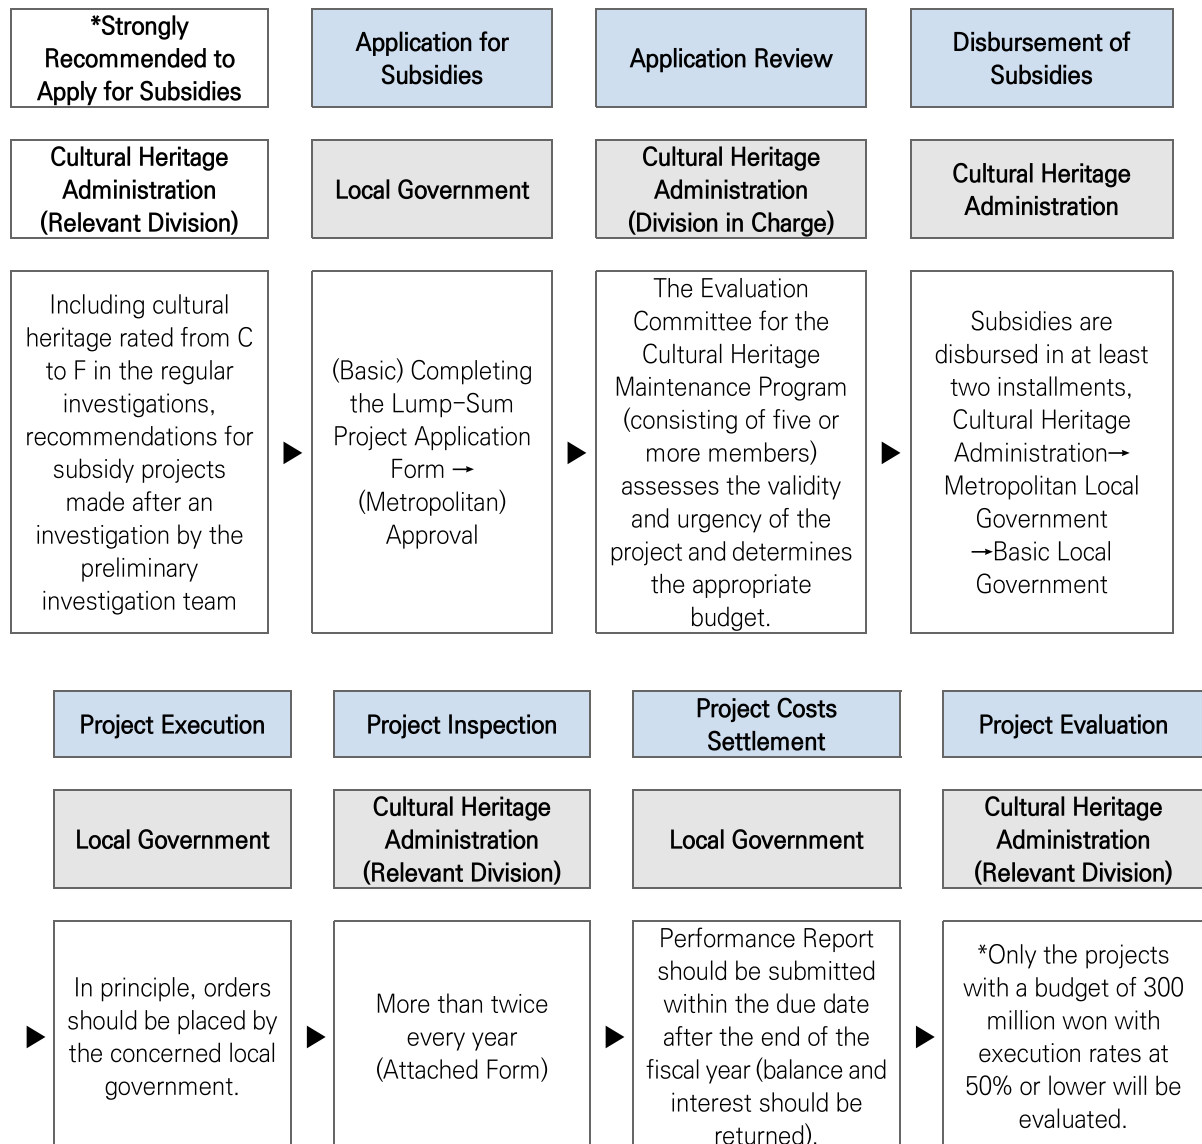 *Strongly
Recommended to
Apply for Subsidies
Application for
Subsidies
Application Review
Disbursement of
Subsidies
Cultural Heritage
Administration
(Relevant Division)
Local Government
Cultural Heritage
Administration
(Division in Charge)
Cultural Heritage
Administration
Including cultural
heritage rated from C
to F in the regular
investigations,
recommendations for
subsidy projects
made after an
investigation by the
preliminary
investigation team
(Basic) Completing
the Lump-Sum
Project Application
Form →
(Metropolitan)
Approval
The Evaluation
Committee for the
Cultural Heritage
Maintenance Program
(consisting of five or
more members)
assesses the validity
and urgency of the
project and determines
the appropriate
budget.
Subsidies are
disbursed in at least
two installments,
Cultural Heritage
Administration→
Metropolitan Local
Government
→Basic Local
Government
Project Execution
Project Inspection
Project Costs
Settlement
Project Evaluation
Local Government
Cultural Heritage
Administration
(Relevant Division)
Local Government
Cultural Heritage
Administration
(Relevant Division)
In principle, orders
should be placed by
the concerned local
government.
More than twice
every year
(Attached Form)
Performance Report
should be submitted
within the due date
after the end of the
fiscal year (balance and
interest should be
returned).
*Only the projects
with a budget of 300
million won with
execution rates at
50% or lower will be
evaluated.